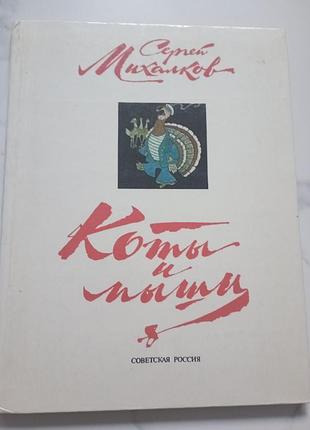 Сергей
Михалков
Коты
и
мыши
СОВЕТСКАЯ РОССИЯ